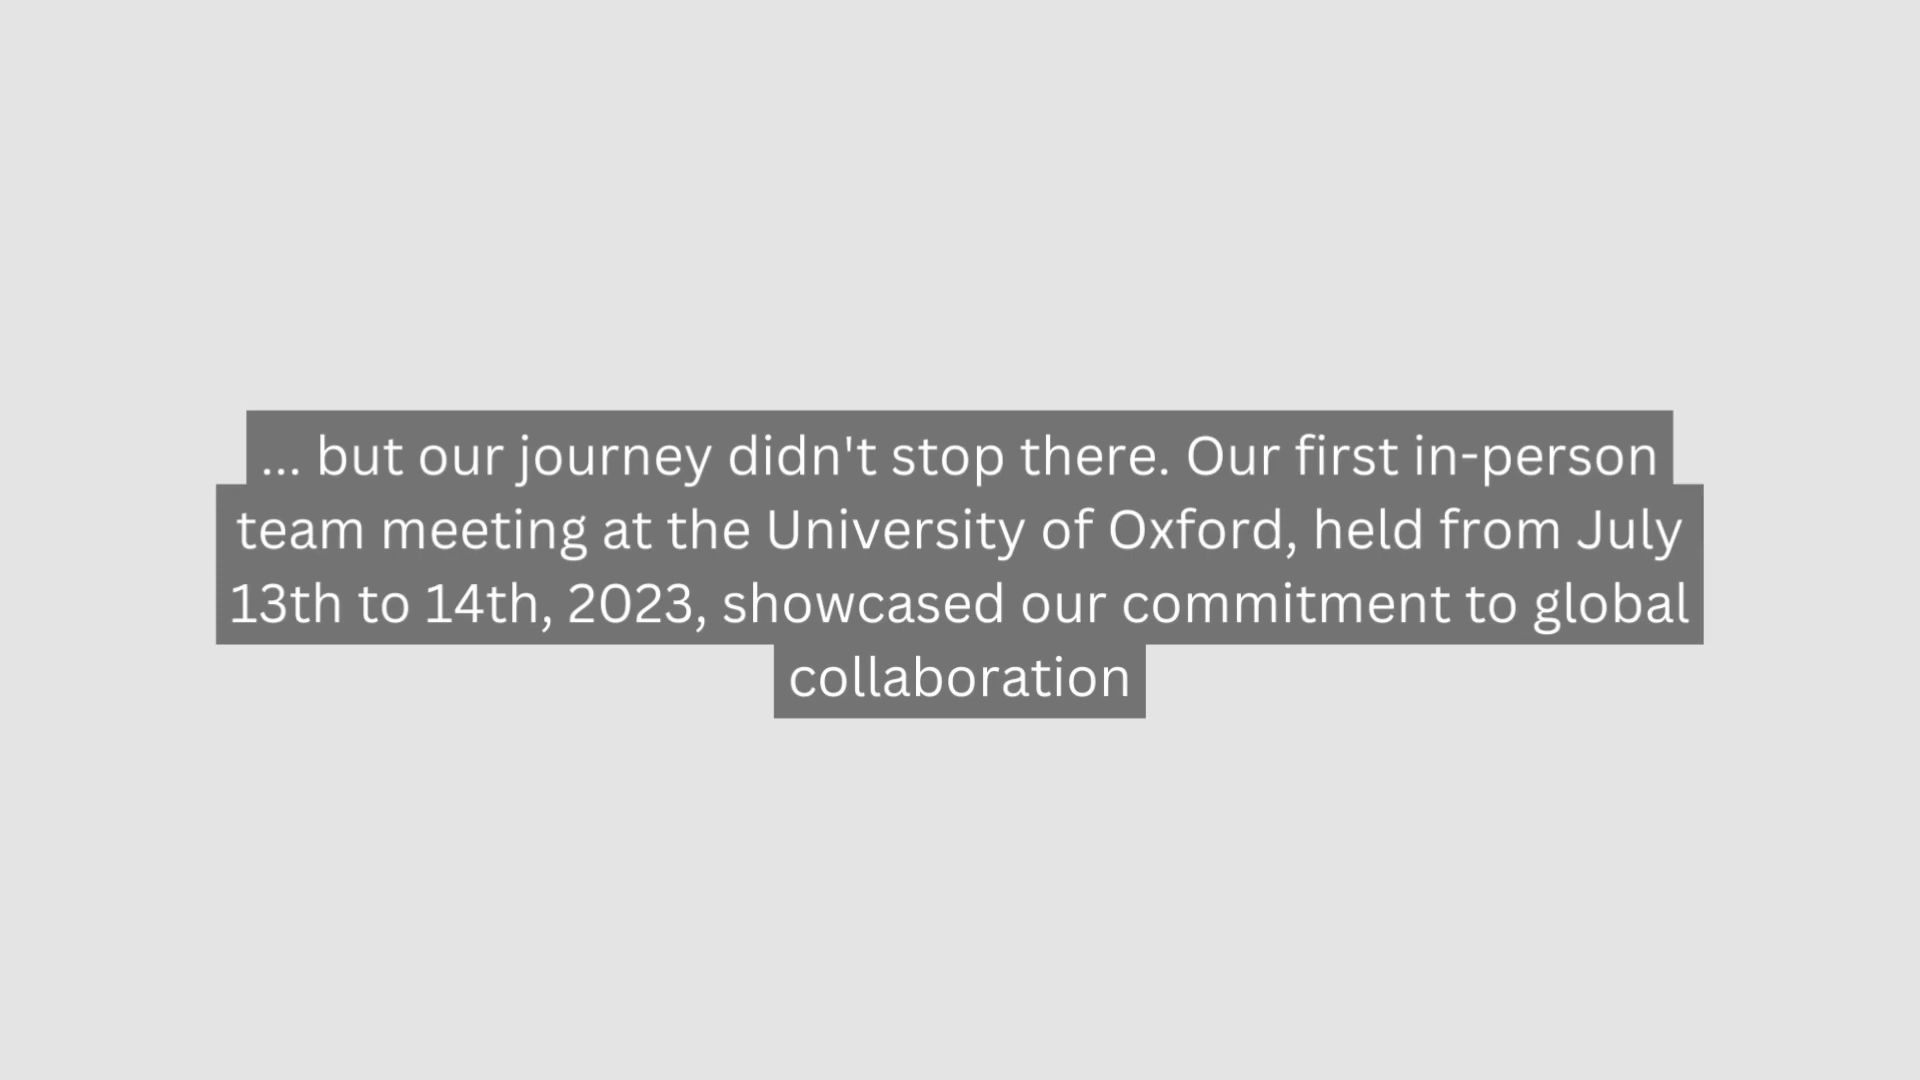 ... but our journey didn't stop there. Our first in-person
team meeting at the University of Oxford, held from July
13th to 14th, 2023, showcased our commitment to global
collaboration